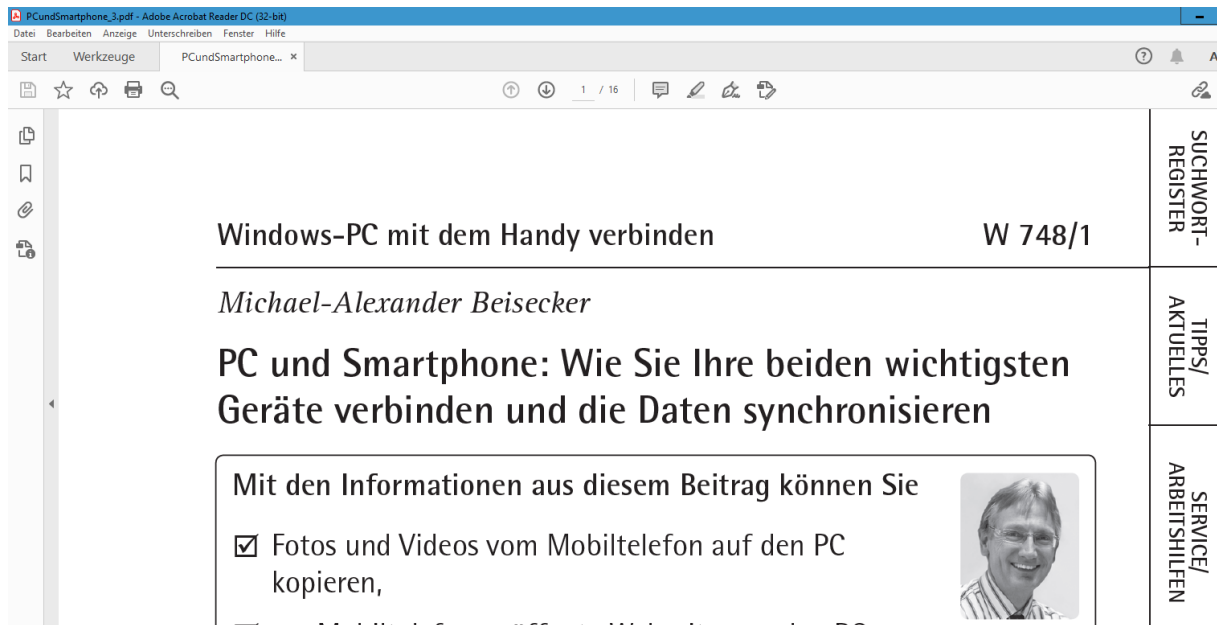 PCundSmartphone_3.pdf - Adobe Acrobat Reader DC (32-bit)
Datei Bearbeiten Anzeige Unterschreiben Fenster Hilfe
Start Werkzeuge PCundSmartphone... ×
1 / 16
Windows-PC mit dem Handy verbinden W 748/1
Michael-Alexander Beisecker
PC und Smartphone: Wie Sie Ihre beiden wichtigsten
Geräte verbinden und die Daten synchronisieren
Mit den Informationen aus diesem Beitrag können Sie
Fotos und Videos vom Mobiltelefon auf den PC
kopieren,
SUCHWORT-
REGISTER
TIPPS/
AKTUELLES
SERVICE/
ARBEITSHILFEN